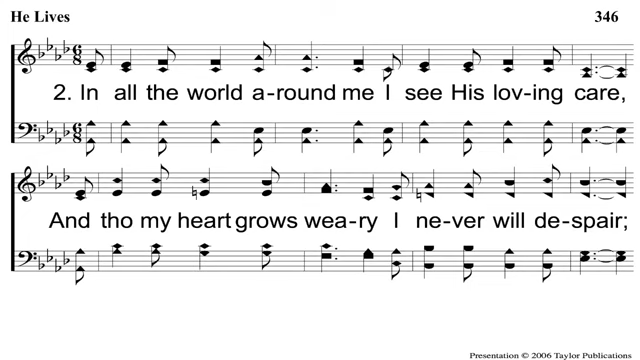 He Lives 346
2. In all the world a-round me I see His lov-ing care,
And tho my heart grows wea-ry I ne-ver will de-spair;
Presentation © 2006 Taylor Publications